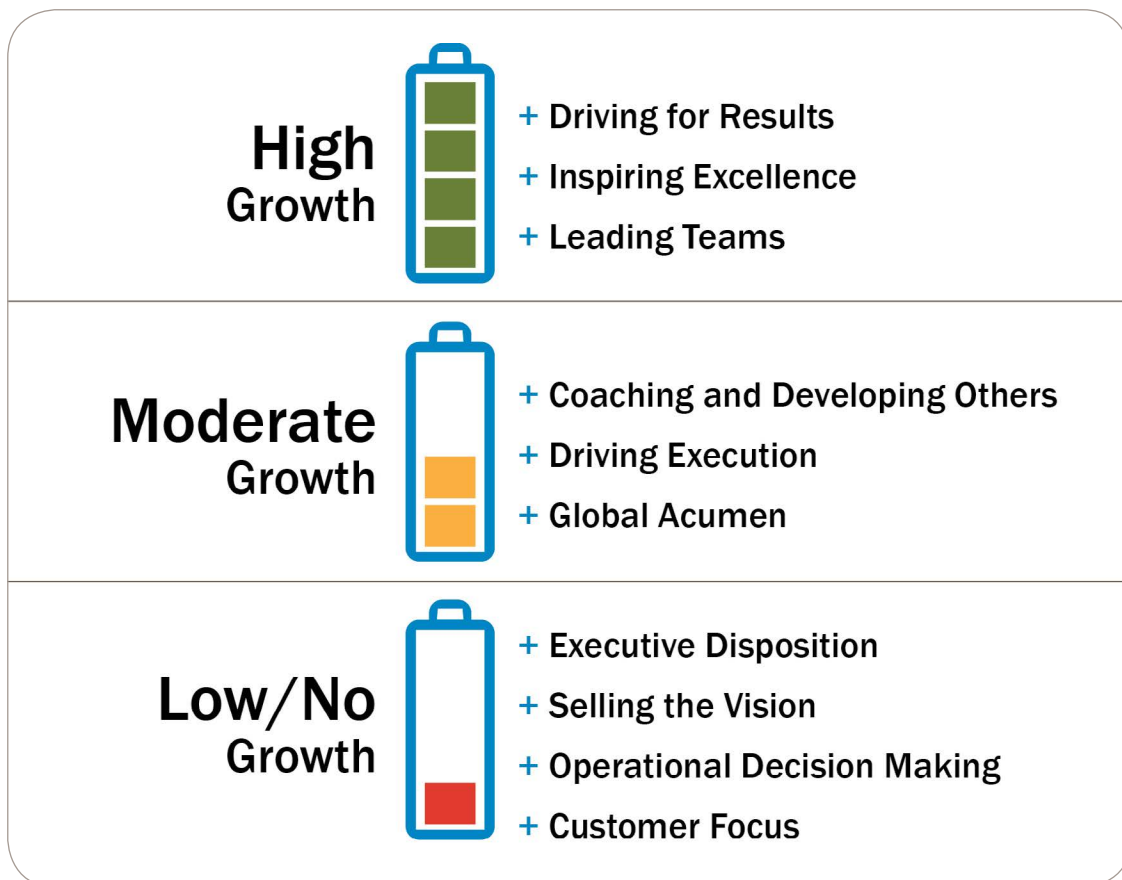 High
Growth
+ Driving for Results
+ Inspiring Excellence
+ Leading Teams
Moderate
Growth
+ Coaching and Developing Others
+ Driving Execution
+ Global Acumen
Low/No
Growth
+ Executive Disposition
+ Selling the Vision
+ Operational Decision Making
+ Customer Focus